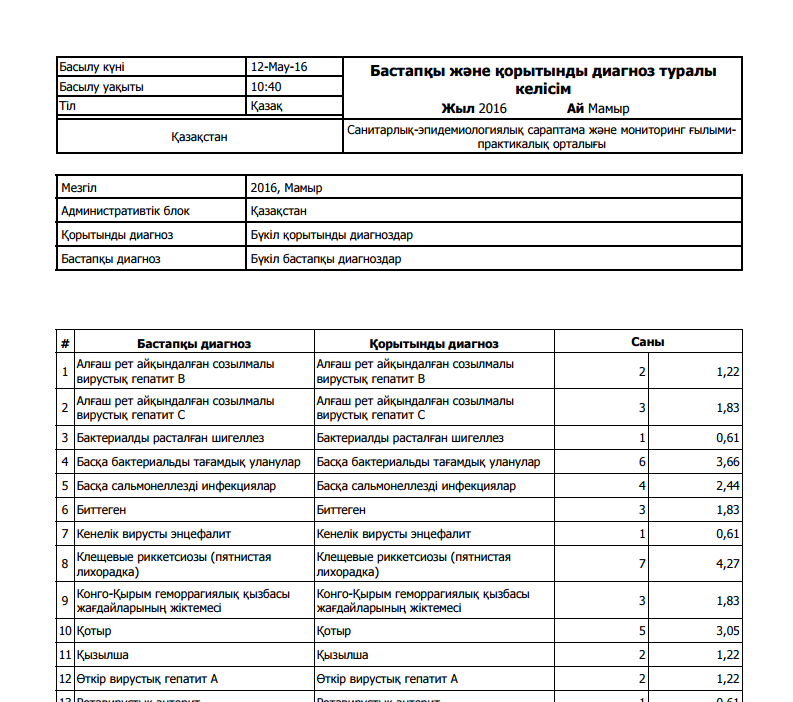 Басылу күні 12-May-16
Басылу уақыты 10:40
Тіл Қазақ
Бастапқы және қорытынды диагноз туралы
келісім
Жыл 2016 Ай Мамыр
Қазақстан
Санитарлық-эпидемиологиялық сараптама және мониторинг ғылыми-
практикалық орталығы
Мезгіл 2016, Мамыр
Административтік блок Қазақстан
Қорытынды диагноз Бүкіл қорытынды диагноздар
Бастапқы диагноз Бүкіл бастапқы диагноздар
# Бастапқы диагноз Қорытынды диагноз Саны
1 Алғаш рет айқындалған созылмалы вирустық гепатит В Алғаш рет айқындалған созылмалы вирустық гепатит В 2 1,22
2 Алғаш рет айқындалған созылмалы вирустық гепатит С Алғаш рет айқындалған созылмалы вирустық гепатит С 3 1,83
3 Бактериалды расталған шигеллез Бактериалды расталған шигеллез 1 0,61
4 Басқа бактериальды тағамдық уланулар Басқа бактериальды тағамдық уланулар 6 3,66
5 Басқа сальмонеллезді инфекциялар Басқа сальмонеллезді инфекциялар 4 2,44
6 Биттеген Биттеген 3 1,83
7 Кенелік вирусты энцефалит Кенелік вирусты энцефалит 1 0,61
8 Клещевые риккетсиозы (пятнистая лихорадка) Клещевые риккетсиозы (пятнистая лихорадка) 7 4,27
9 Конго-Қырым геморрагиялық қызбасы жағдайларының жіктемесі Конго-Қырым геморрагиялық қызбасы жағдайларының жіктемесі 3 1,83
10 Қотыр Қотыр 5 3,05
11 Қызылша Қызылша 2 1,22
12 Өткір вирустық гепатит А Өткір вирустық гепатит А 2 1,22